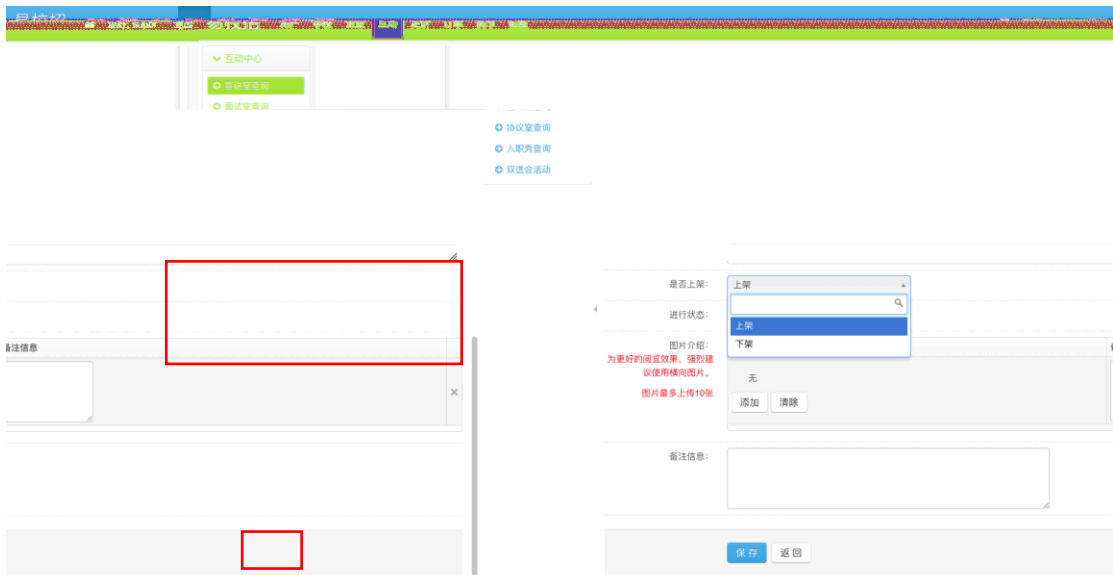 互动中心
宣讲室查询
面试室查询
协议室查询
入职秀查询
双选会活动
是否上架：
上架
进行状态：
上架
下架
图片介绍：
为更好的阅览效果，强烈建
议使用横向图片。
图片最多上传10张
备注信息
无
添加
清除
备注信息：
保 存
返 回